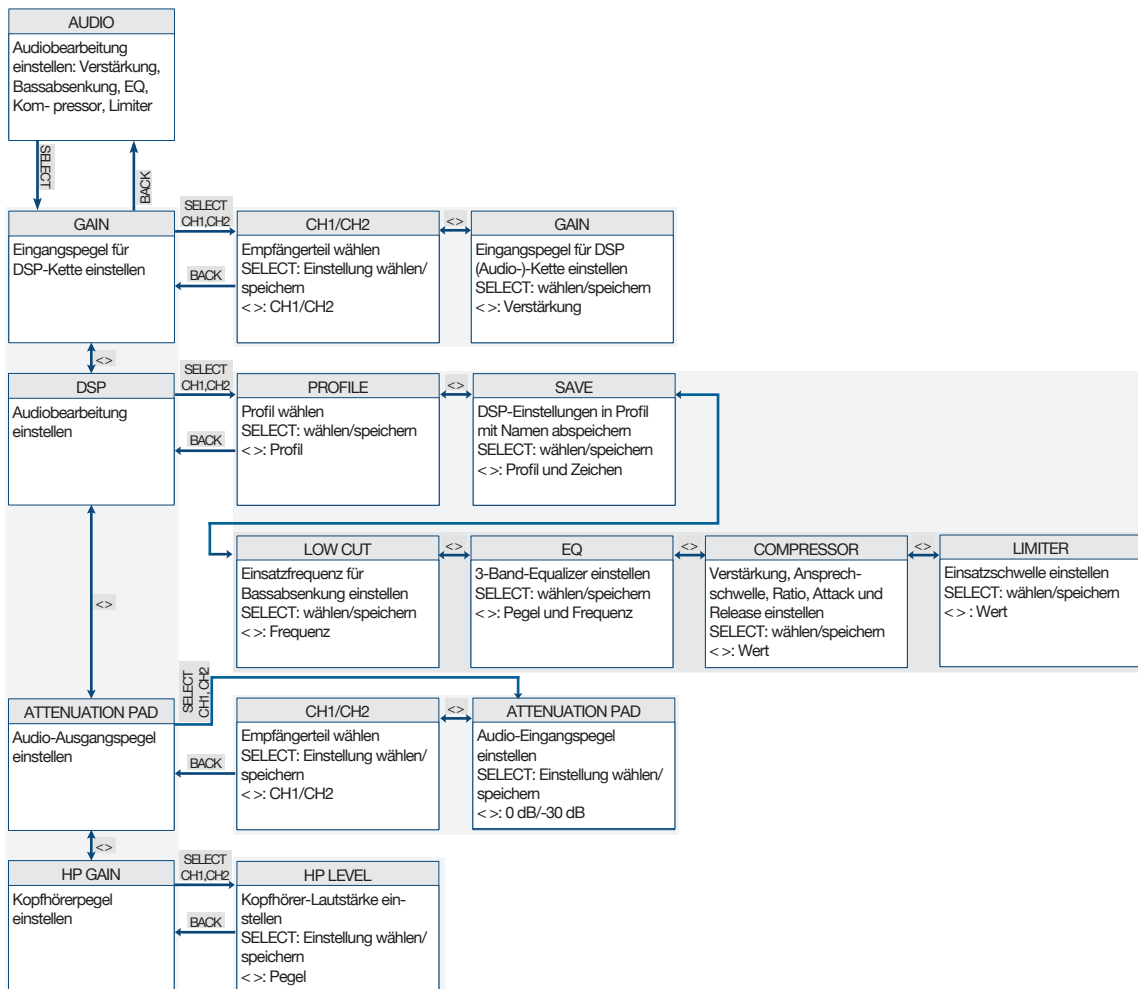 AUDIO
Audiobearbeitung
einstellen: Verstärkung,
Bassabsenkung, EQ,
Kom- pressor, Limiter
SELECT
BACK
GAIN
Eingangspegel für
DSP-Kette einstellen
SELECT
CH1,CH2
BACK
CH1/CH2
Empfängerteil wählen
SELECT: Einstellung wählen/
speichern
< >: CH1/CH2
<>
GAIN
Eingangspegel für DSP
(Audio-)-Kette einstellen
SELECT: wählen/speichern
< >: Verstärkung
<>
DSP
Audiobearbeitung
einstellen
SELECT
CH1,CH2
BACK
PROFILE
Profil wählen
SELECT: wählen/speichern
< >: Profil
<>
SAVE
DSP-Einstellungen in Profil
mit Namen abspeichern
SELECT: wählen/speichern
< >: Profil und Zeichen
LOW CUT
Einsatzfrequenz für
Bassabsenkung einstellen
SELECT: wählen/speichern
< >: Frequenz
<>
EQ
3-Band-Equalizer einstellen
SELECT: wählen/speichern
< >: Pegel und Frequenz
<>
COMPRESSOR
Verstärkung, Ansprech-
schwelle, Ratio, Attack und
Release einstellen
SELECT: wählen/speichern
< >: Wert
<>
LIMITER
Einsatzschwelle einstellen
SELECT: wählen/speichern
< > : Wert
<>
ATTENUATION PAD
Audio-Ausgangspegel
einstellen
SELECT
CH1, CH2
BACK
CH1/CH2
Empfängerteil wählen
SELECT: Einstellung wählen/
speichern
< >: CH1/CH2
<>
ATTENUATION PAD
Audio-Eingangspegel
einstellen
SELECT: Einstellung wählen/
speichern
< >: 0 dB/-30 dB
<>
HP GAIN
Kopfhörerpegel
einstellen
SELECT
CH1,CH2
BACK
HP LEVEL
Kopfhörer-Lautstärke ein-
stellen
SELECT: Einstellung wählen/
speichern
< >: Pegel